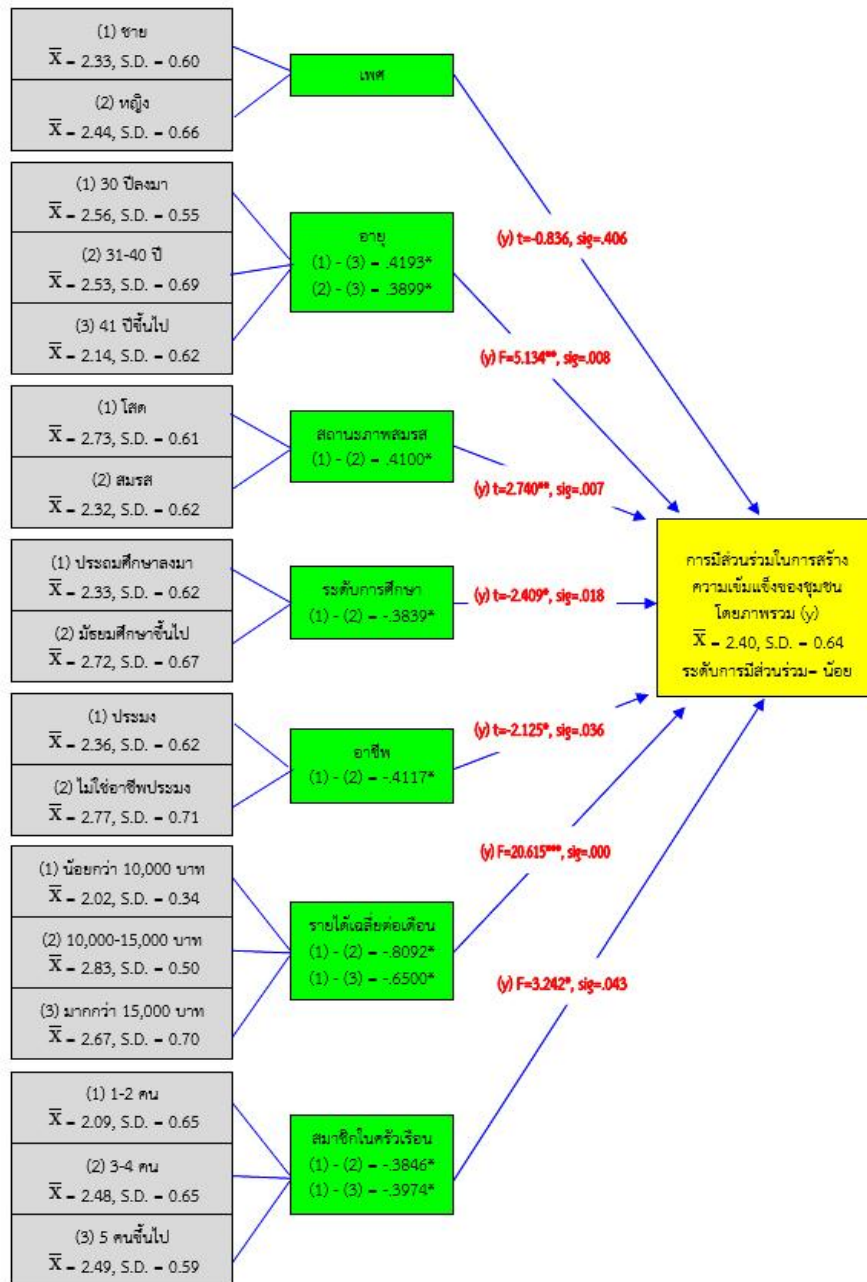 (1) ชาย
X̄ = 2.33, S.D. = 0.60
(2) หญิง
X̄ = 2.44, S.D. = 0.66
เพศ
(1) 30 ปีลงมา
X̄ = 2.56, S.D. = 0.55
(2) 31-40 ปี
X̄ = 2.53, S.D. = 0.69
(3) 41 ปีขึ้นไป
X̄ = 2.14, S.D. = 0.62
อายุ
(1) - (3) = .4193*
(2) - (3) = .3899*
(1) โสด
X̄ = 2.73, S.D. = 0.61
(2) สมรส
X̄ = 2.32, S.D. = 0.62
สถานะภาพสมรส
(1) - (2) = .4100*
(1) ประถมศึกษาลงมา
X̄ = 2.33, S.D. = 0.62
(2) มัธยมศึกษาขึ้นไป
X̄ = 2.72, S.D. = 0.67
ระดับการศึกษา
(1) - (2) = -.3839*
(1) ประมง
X̄ = 2.36, S.D. = 0.62
(2) ไม่ใช่อาชีพประมง
X̄ = 2.77, S.D. = 0.71
อาชีพ
(1) - (2) = -.4117*
(1) น้อยกว่า 10,000 บาท
X̄ = 2.02, S.D. = 0.34
(2) 10,000-15,000 บาท
X̄ = 2.83, S.D. = 0.50
(3) มากกว่า 15,000 บาท
X̄ = 2.67, S.D. = 0.70
รายได้เฉลี่ยต่อเดือน
(1) - (2) = -.8092*
(1) - (3) = -.6500*
(1) 1-2 คน
X̄ = 2.09, S.D. = 0.65
(2) 3-4 คน
X̄ = 2.48, S.D. = 0.65
(3) 5 คนขึ้นไป
X̄ = 2.49, S.D. = 0.59
สมาชิกในครัวเรือน
(1) - (2) = -.3846*
(1) - (3) = -.3974*
(y) t=-0.836, sig=.406
(y) F=5.134**, sig=.008
(y) t=2.740**, sig=.007
(y) t=-2.409*, sig=.018
(y) t=-2.125*, sig=.036
(y) F=20.615***, sig=.000
(y) F=3.242*, sig=.043
การมีส่วนร่วมในการสร้าง
ความเข้มแข็งของชุมชน
โดยภาพรวม (y)
X̄ = 2.40, S.D. = 0.64
ระดับการมีส่วนร่วม= น้อย